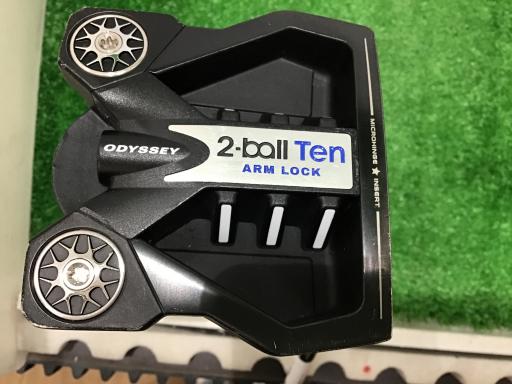 ODYSSEY
2-ball Ten
ARM LOCK
MICROHINGE ★ INSERT